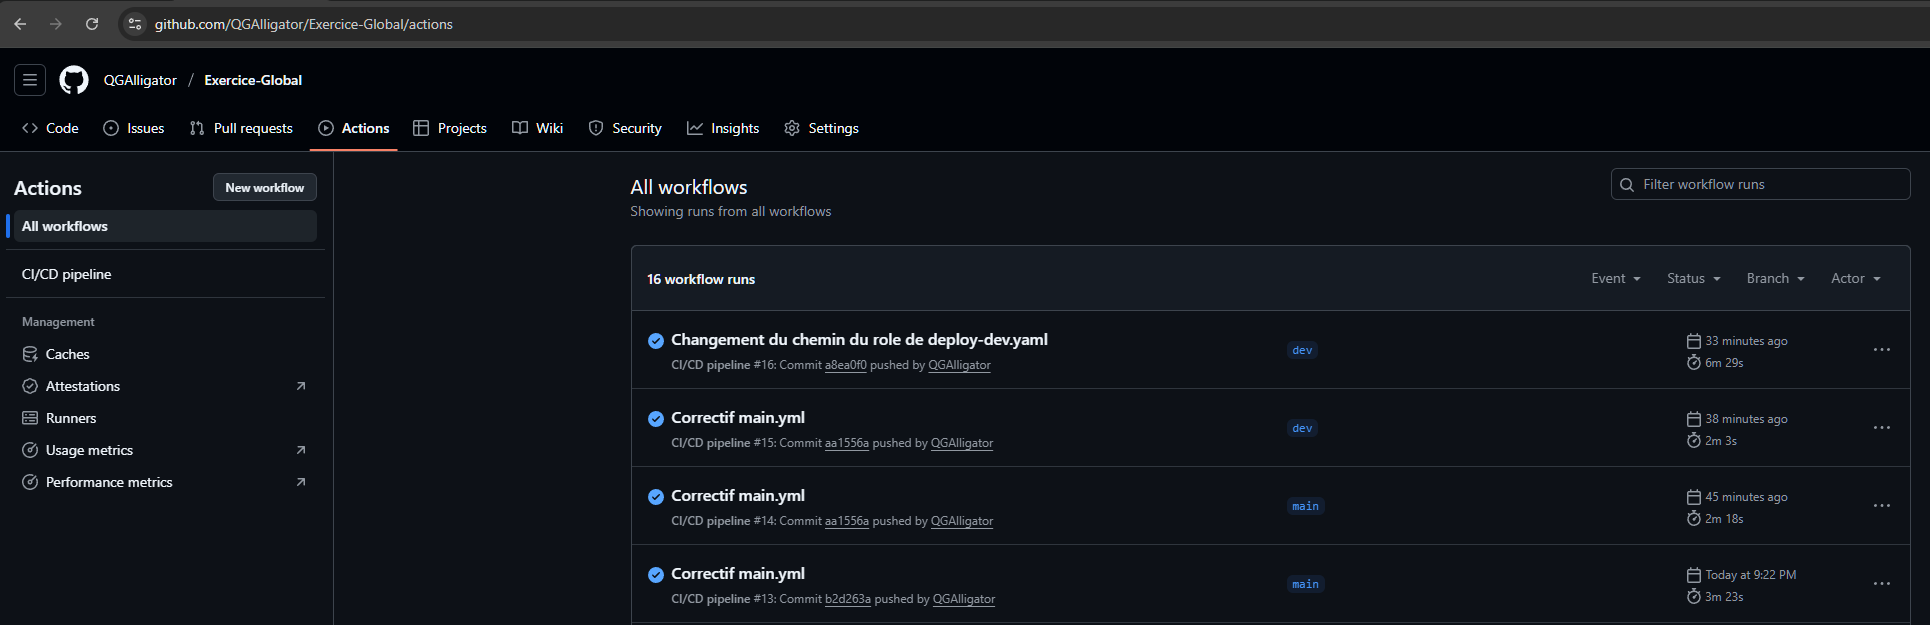 github.com/QGAlligator/Exercice-Global/actions
QGAlligator / Exercice-Global
Code Issues Pull requests Actions Projects Wiki Security Insights Settings
Actions
New workflow
All workflows
CI/CD pipeline
Management
Caches
Attestations
Runners
Usage metrics
Performance metrics
All workflows
Showing runs from all workflows
Filter workflow runs
16 workflow runs
Event Status Branch Actor
Changement du chemin du role de deploy-dev.yaml
CI/CD pipeline #16: Commit a8ea0f0 pushed by QGAlligator
dev
33 minutes ago
6m 29s
Correctif main.yml
CI/CD pipeline #15: Commit aa1556a pushed by QGAlligator
dev
38 minutes ago
2m 3s
Correctif main.yml
CI/CD pipeline #14: Commit aa1556a pushed by QGAlligator
main
45 minutes ago
2m 18s
Correctif main.yml
CI/CD pipeline #13: Commit b2d263a pushed by QGAlligator
main
Today at 9:22 PM
3m 23s